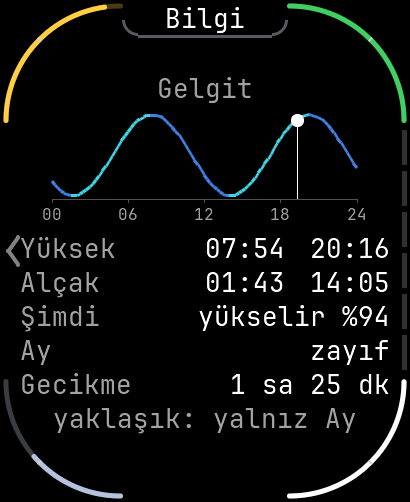 Bilgi
Gelgit
00 06 12 18 24
Yüksek 07:54 20:16
Alçak 01:43 14:05
Şimdi yükselir %94
Ay zayıf
Gecikme 1 sa 25 dk
yaklaşık: yalnız Ay